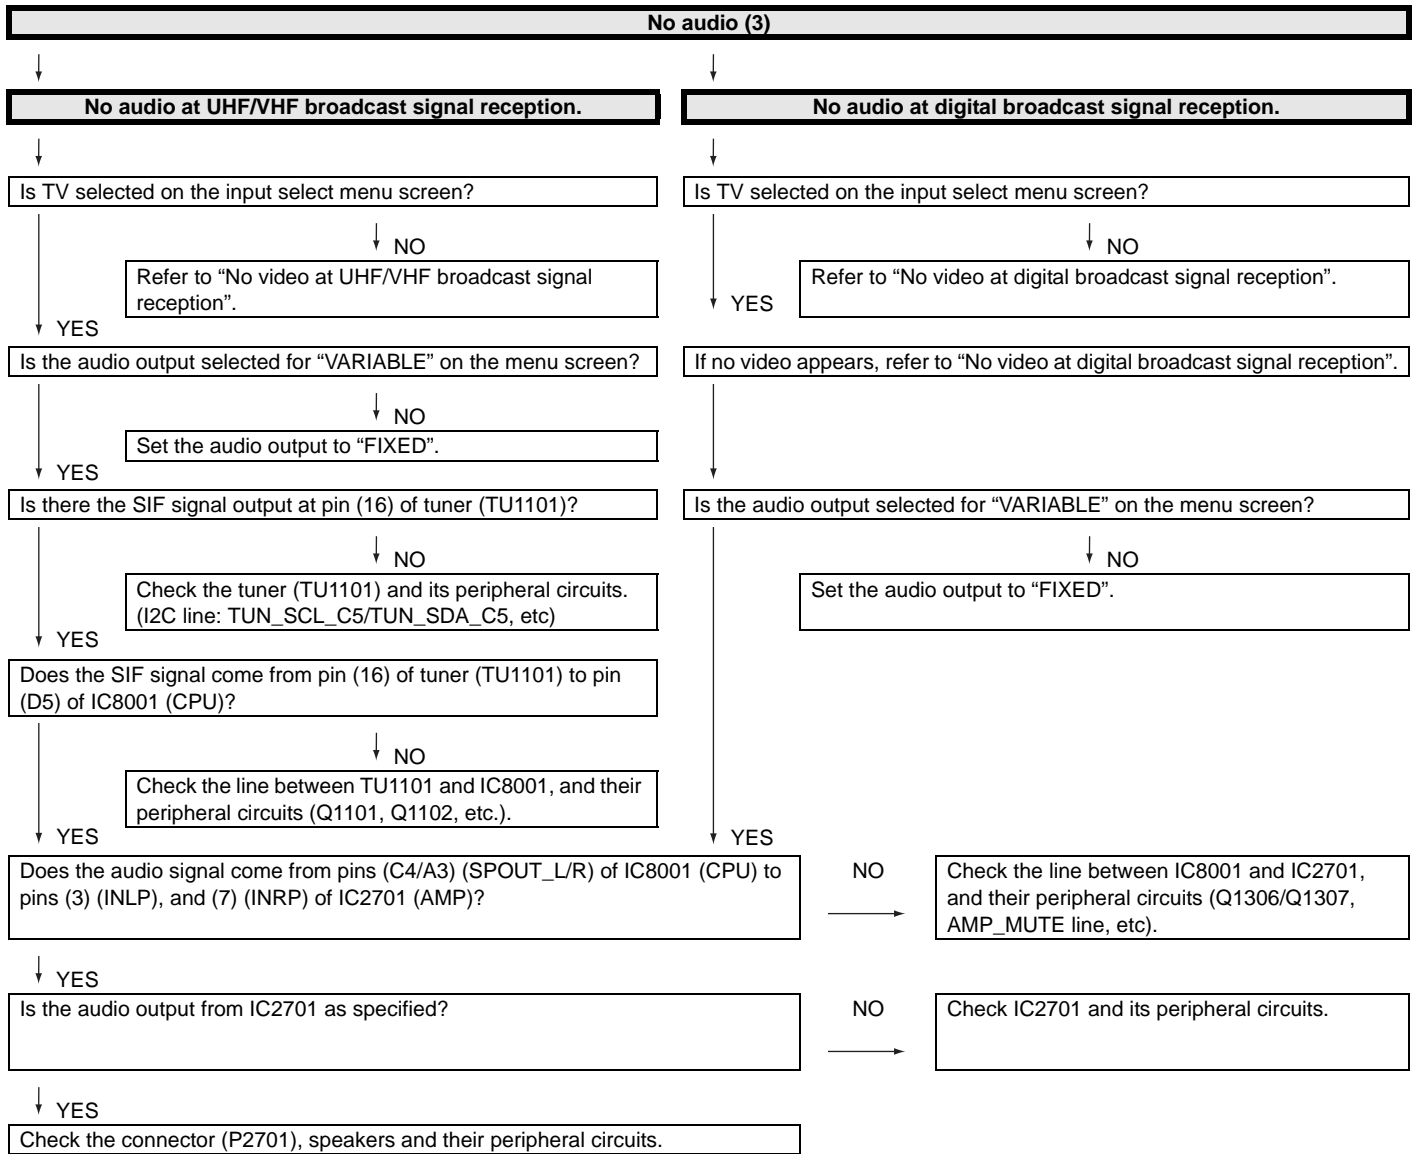 No audio (3)
No audio at UHF/VHF broadcast signal reception.
Is TV selected on the input select menu screen?
NO
Refer to “No video at UHF/VHF broadcast signal
reception”.
YES
Is the audio output selected for “VARIABLE” on the menu screen?
NO
Set the audio output to “FIXED”.
YES
Is there the SIF signal output at pin (16) of tuner (TU1101)?
NO
Check the tuner (TU1101) and its peripheral circuits.
(I2C line: TUN_SCL_C5/TUN_SDA_C5, etc)
YES
Does the SIF signal come from pin (16) of tuner (TU1101) to pin
(D5) of IC8001 (CPU)?
NO
Check the line between TU1101 and IC8001, and their
peripheral circuits (Q1101, Q1102, etc.).
YES
No audio at digital broadcast signal reception.
Is TV selected on the input select menu screen?
NO
Refer to “No video at digital broadcast signal reception”.
YES
If no video appears, refer to “No video at digital broadcast signal reception”.
Is the audio output selected for “VARIABLE” on the menu screen?
NO
Set the audio output to “FIXED”.
YES
Does the audio signal come from pins (C4/A3) (SPOUT_L/R) of IC8001 (CPU) to
pins (3) (INLP), and (7) (INRP) of IC2701 (AMP)?
NO
Check the line between IC8001 and IC2701,
and their peripheral circuits (Q1306/Q1307,
AMP_MUTE line, etc).
YES
Is the audio output from IC2701 as specified?
NO
Check IC2701 and its peripheral circuits.
YES
Check the connector (P2701), speakers and their peripheral circuits.